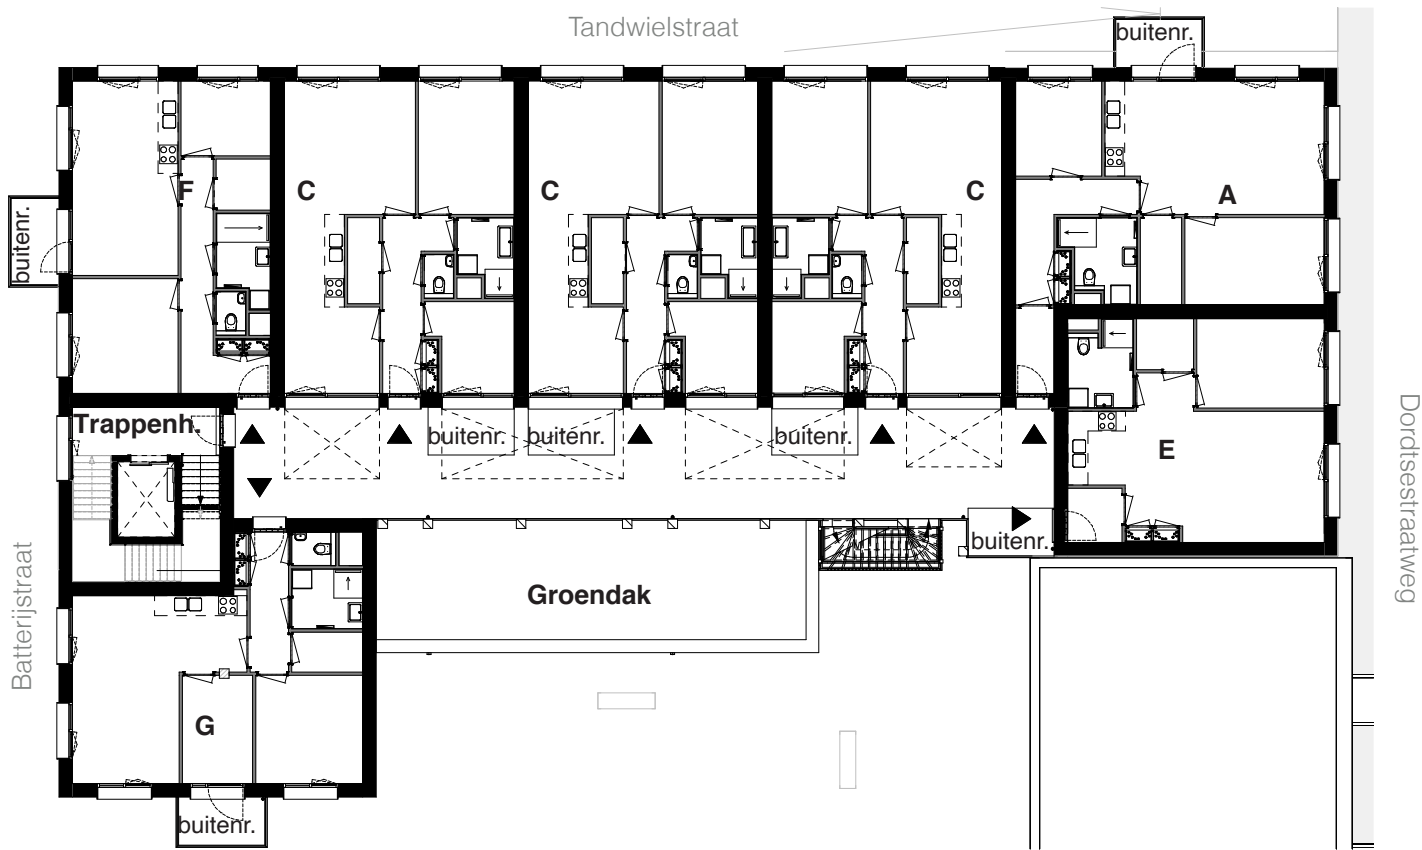 Tandwielstraat
buitenr.
F
C
C
C
A
buitenr.
Trappenh.
buitenr.
buitenr.
buitenr.
E
Dordtsestraatweg
buitenr.
Groendak
Batterijstraat
G
buitenr.